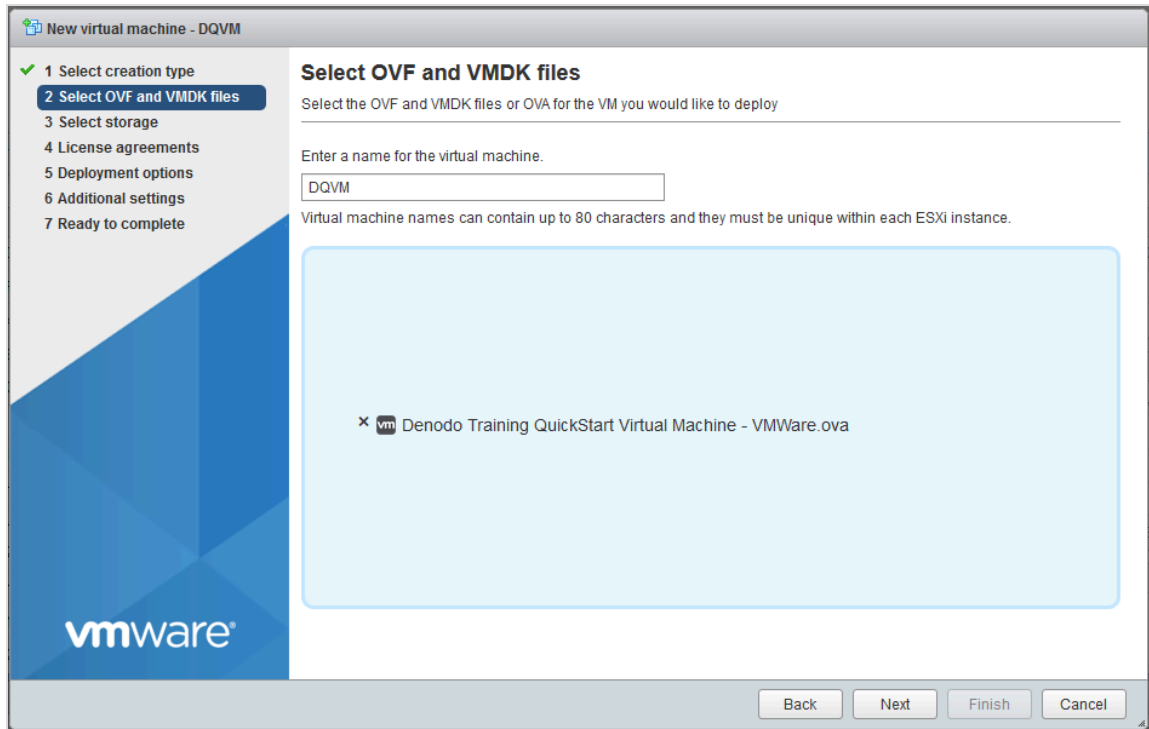 New virtual machine - DQVM
1 Select creation type
2 Select OVF and VMDK files
3 Select storage
4 License agreements
5 Deployment options
6 Additional settings
7 Ready to complete
vmware®
Select OVF and VMDK files
Select the OVF and VMDK files or OVA for the VM you would like to deploy
Enter a name for the virtual machine.
DQVM
Virtual machine names can contain up to 80 characters and they must be unique within each ESXi instance.
× vm Denodo Training QuickStart Virtual Machine - VMWare.ova
Back Next Finish Cancel